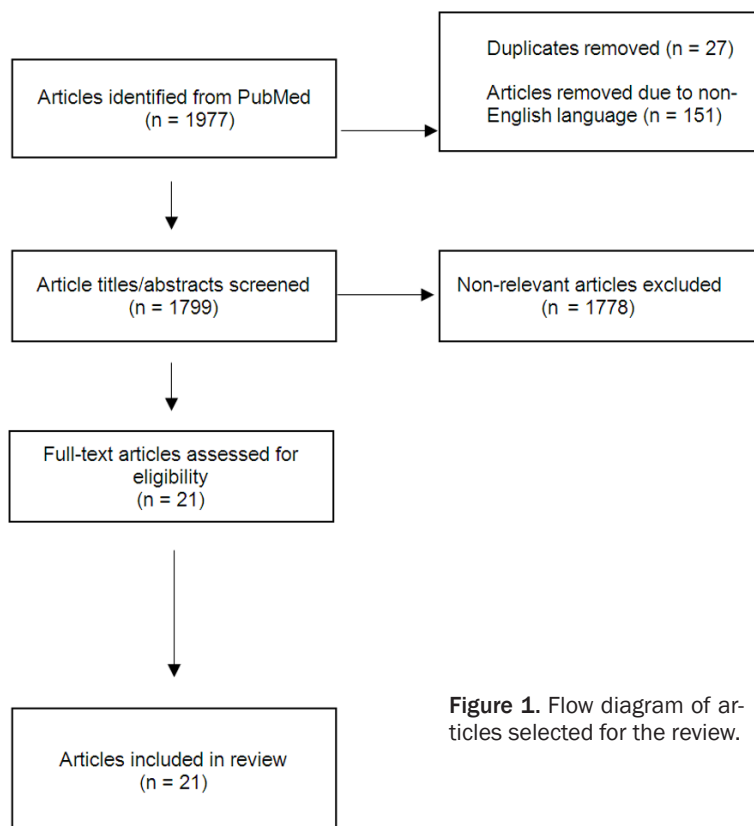 Articles identified from PubMed
(n = 1977)
Duplicates removed (n = 27)
Articles removed due to non-
English language (n = 151)
Article titles/abstracts screened
(n = 1799)
Non-relevant articles excluded
(n = 1778)
Full-text articles assessed for
eligibility
(n = 21)
Articles included in review
(n = 21)
Figure 1. Flow diagram of ar-
ticles selected for the review.